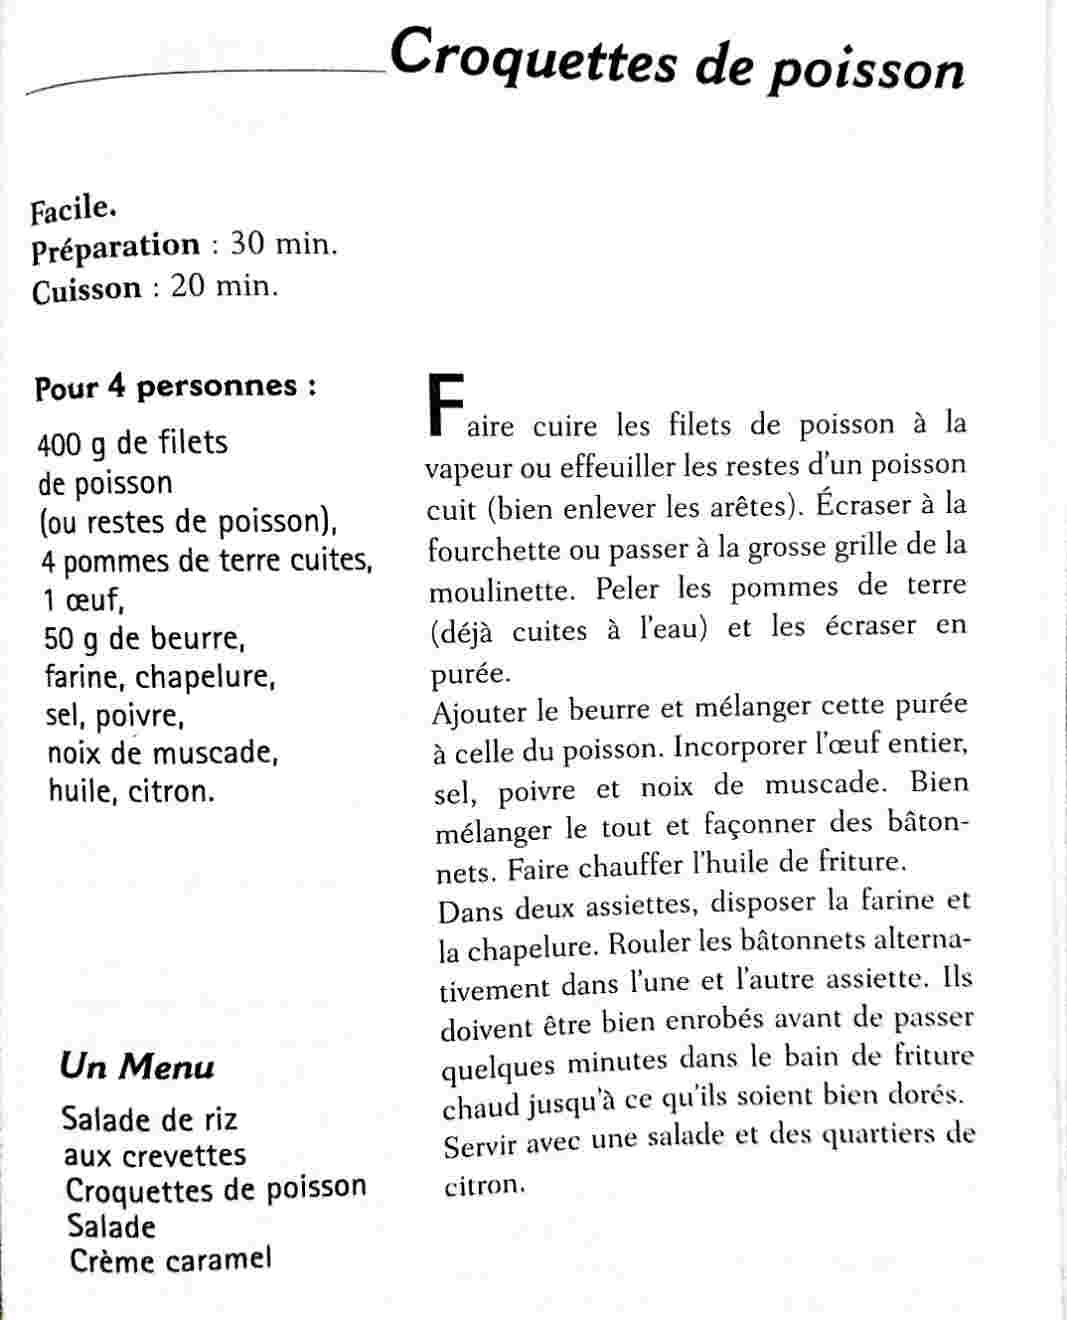 Croquettes de poisson
Facile.
Préparation : 30 min.
Cuisson : 20 min.
Pour 4 personnes :
400 g de filets
de poisson
(ou restes de poisson),
4 pommes de terre cuites,
1 œuf,
50 g de beurre,
farine, chapelure,
sel, poivre,
noix de muscade,
huile, citron.
Faire cuire les filets de poisson à la
vapeur ou effeuiller les restes d'un poisson
cuit (bien enlever les arêtes). Écraser à la
fourchette ou passer à la grosse grille de la
moulinette. Peler les pommes de terre
(déjà cuites à l'eau) et les écraser en
purée.
Ajouter le beurre et mélanger cette purée
à celle du poisson. Incorporer l'œuf entier,
sel, poivre et noix de muscade. Bien
mélanger le tout et façonner des bâton-
nets. Faire chauffer l'huile de friture.
Dans deux assiettes, disposer la farine et
la chapelure. Rouler les bâtonnets alterna-
tivement dans l'une et l'autre assiette. Ils
doivent être bien enrobés avant de passer
quelques minutes dans le bain de friture
chaud jusqu'à ce qu'ils soient bien dorés.
Servir avec une salade et des quartiers de
citron.
Un Menu
Salade de riz
aux crevettes
Croquettes de poisson
Salade
Crème caramel